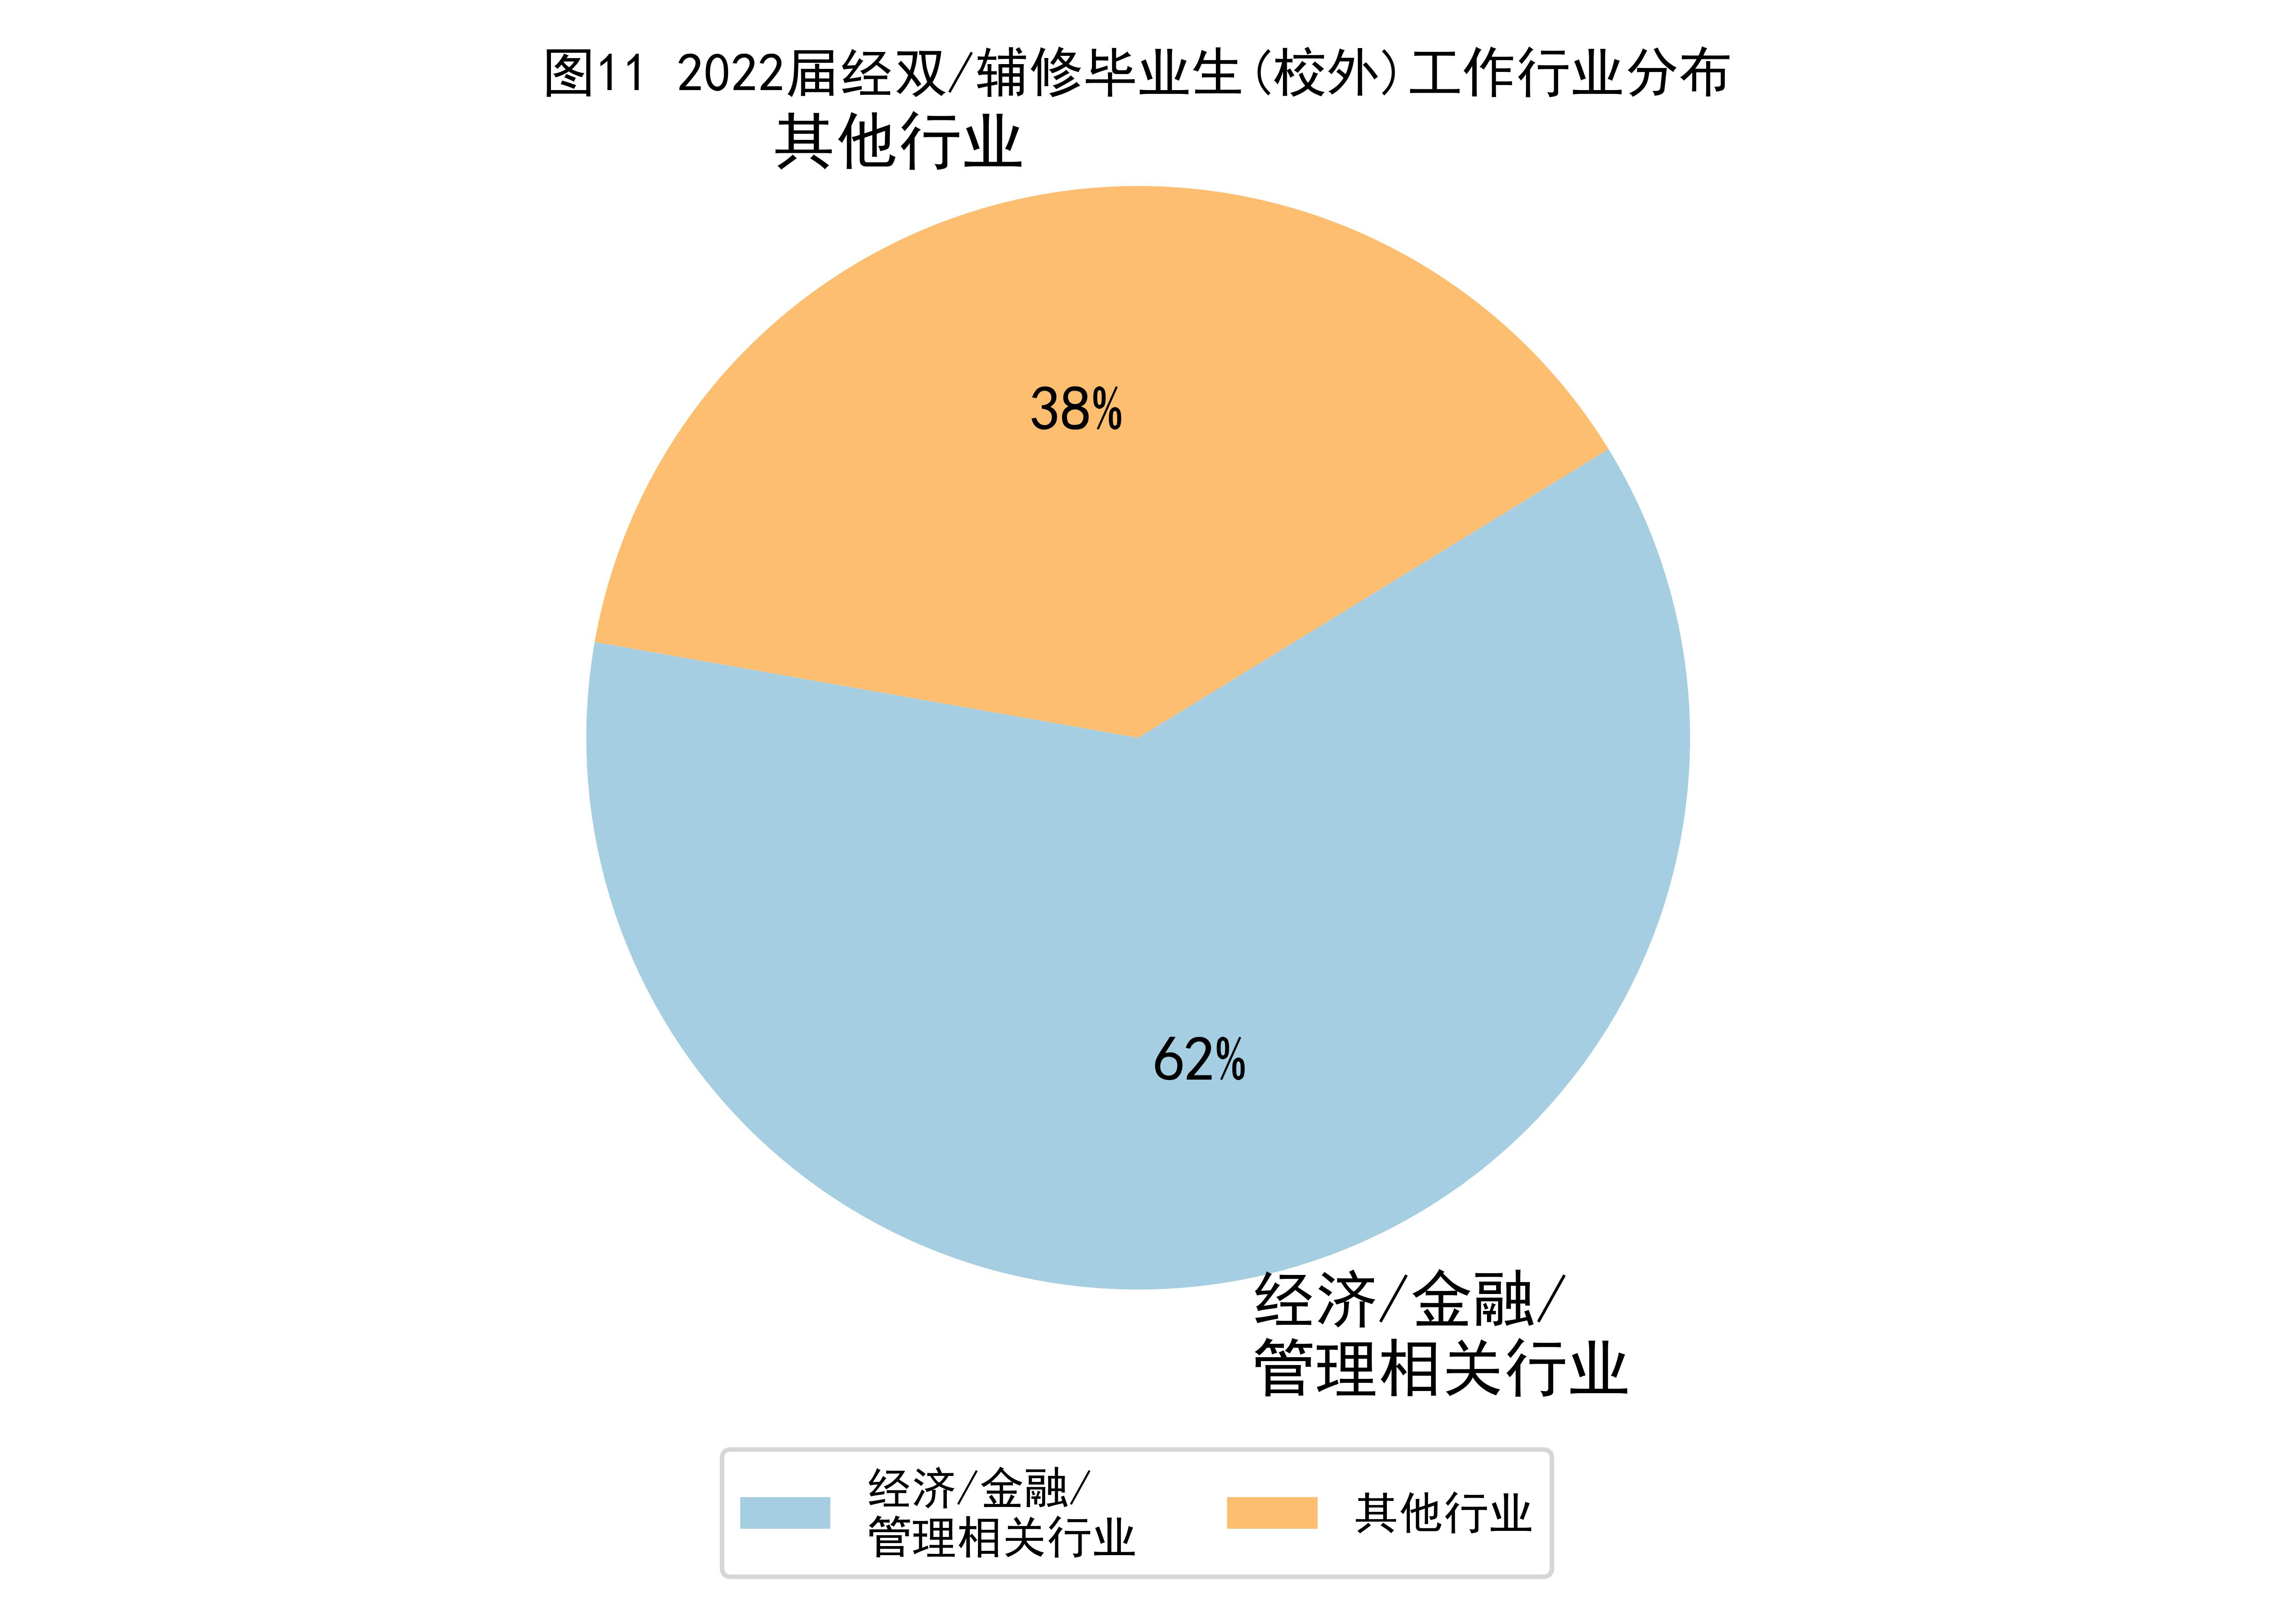 图11 2022届经双/辅修毕业生(校外)工作行业分布
其他行业
38%
62%
经济/金融/
管理相关行业
经济/金融/
管理相关行业
其他行业